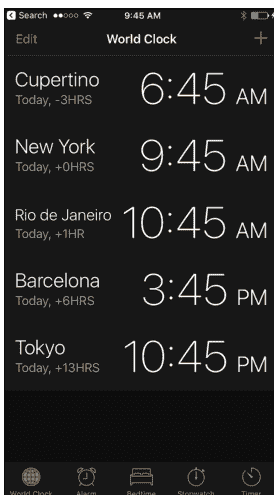 Search 9:45 AM
Edit World Clock +
Cupertino 6:45 AM
Today, -3HRS
New York 9:45 AM
Today, +0HRS
Rio de Janeiro 10:45 AM
Today, +1HR
Barcelona 3:45 PM
Today, +6HRS
Tokyo 10:45 PM
Today, +13HRS
World Clock Alarm Bedtime Stopwatch Timer